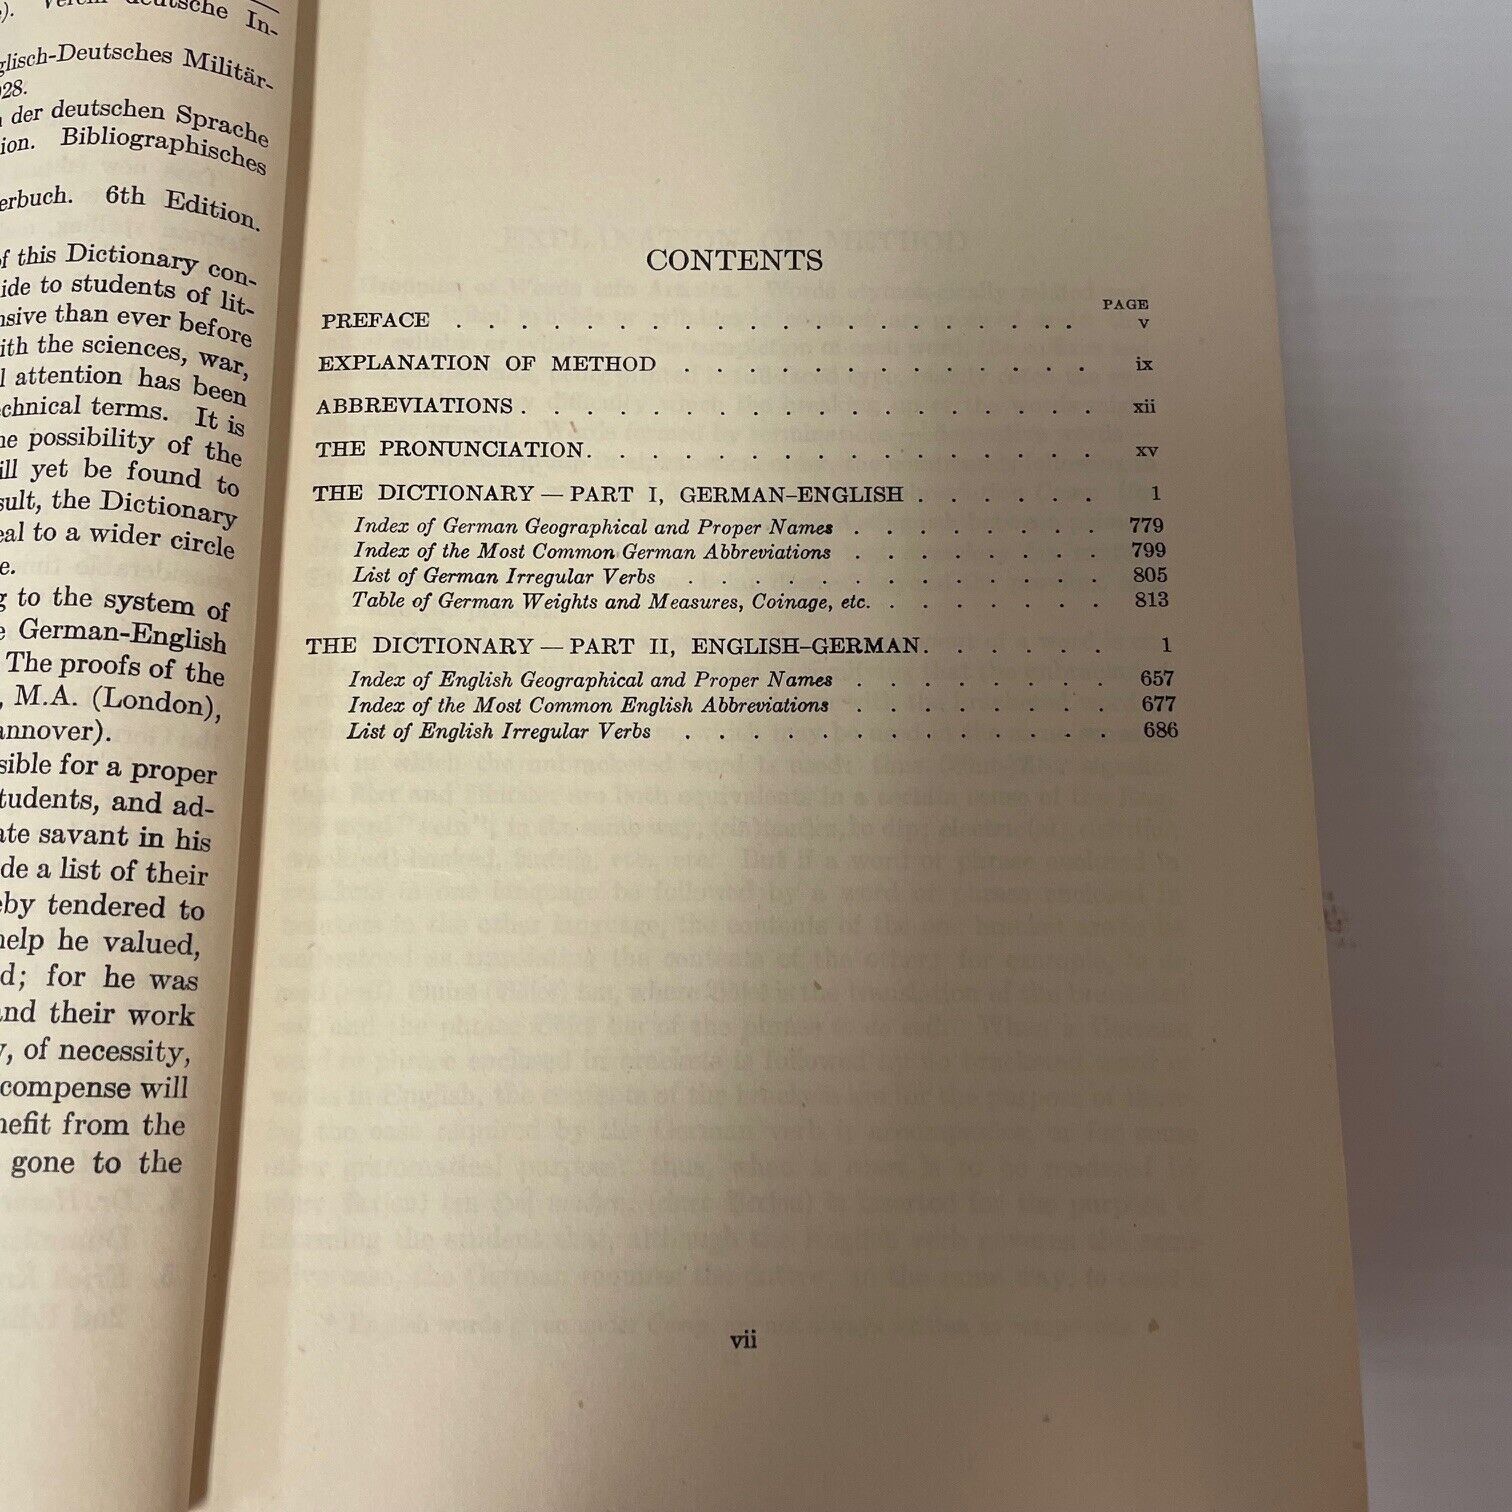 Verein deutsche In-
glisch-Deutsches Militär-
928.
der deutschen Sprache
ion. Bibliographisches
erbuch. 6th Edition.
of this Dictionary con-
ide to students of lit-
nsive than ever before
ith the sciences, war,
l attention has been
chnical terms. It is
he possibility of the
ill yet be found to
sult, the Dictionary
eal to a wider circle
e.
g to the system of
e German-English
The proofs of the
, M.A. (London),
annover).
sible for a proper
tudents, and ad-
ate savant in his
de a list of their
eby tendered to
help he valued,
d; for he was
and their work
y, of necessity,
compense will
nefit from the
gone to the
CONTENTS
PAGE
PREFACE . . . . . . . . . . . . . . . . . . . . v
EXPLANATION OF METHOD . . . . . . . . . . . . . ix
ABBREVIATIONS . . . . . . . . . . . . . . . . . xii
THE PRONUNCIATION . . . . . . . . . . . . . . . xv
THE DICTIONARY — PART I, GERMAN–ENGLISH . . . . . . 1
Index of German Geographical and Proper Names . . . . . . . . 779
Index of the Most Common German Abbreviations . . . . . . . . 799
List of German Irregular Verbs . . . . . . . . . . . . . 805
Table of German Weights and Measures, Coinage, etc. . . . . . . . 813
THE DICTIONARY — PART II, ENGLISH–GERMAN . . . . . . 1
Index of English Geographical and Proper Names . . . . . . . . 657
Index of the Most Common English Abbreviations . . . . . . . . 677
List of English Irregular Verbs . . . . . . . . . . . . . 686
vii